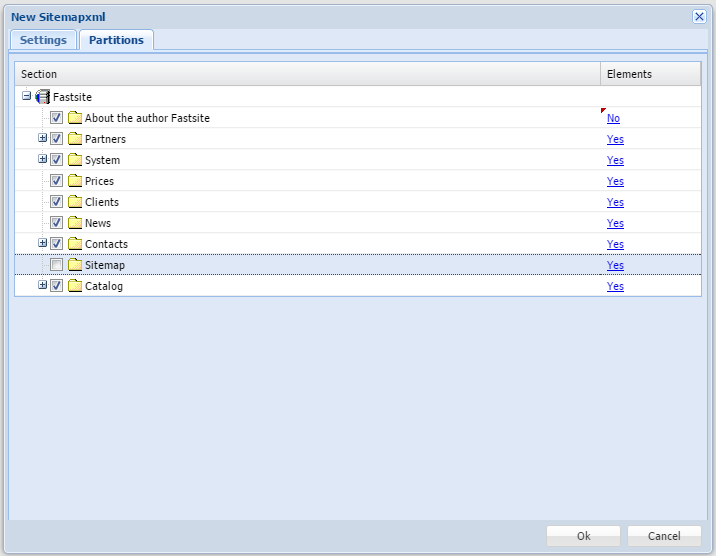 New Sitemapxml
Settings Partitions
Section Elements
Fastsite
About the author Fastsite No
Partners Yes
System Yes
Prices Yes
Clients Yes
News Yes
Contacts Yes
Sitemap Yes
Catalog Yes
Ok Cancel